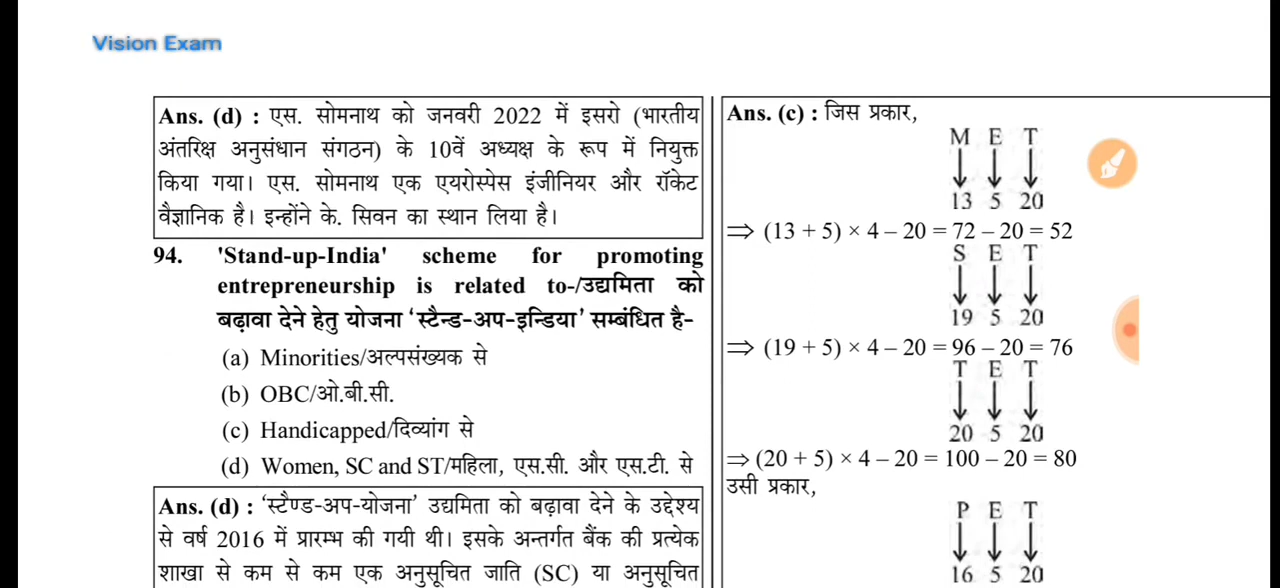 Vision Exam
Ans. (d) : एस. सोमनाथ को जनवरी 2022 में इसरो (भारतीय
अंतरिक्ष अनुसंधान संगठन) के 10वें अध्यक्ष के रूप में नियुक्त
किया गया। एस. सोमनाथ एक एयरोस्पेस इंजीनियर और रॉकेट
वैज्ञानिक है। इन्होंने के. सिवन का स्थान लिया है।
94. 'Stand-up-India' scheme for promoting
entrepreneurship is related to-/उद्यमिता को
बढ़ावा देने हेतु योजना ‘स्टैन्ड-अप-इन्डिया’ सम्बंधित है-
(a) Minorities/अल्पसंख्यक से
(b) OBC/ओ.बी.सी.
(c) Handicapped/दिव्यांग से
(d) Women, SC and ST/महिला, एस.सी. और एस.टी. से
Ans. (d) : ‘स्टैण्ड-अप-योजना’ उद्यमिता को बढ़ावा देने के उद्देश्य
से वर्ष 2016 में प्रारम्भ की गयी थी। इसके अन्तर्गत बैंक की प्रत्येक
शाखा से कम से कम एक अनुसूचित जाति (SC) या अनुसूचित
Ans. (c) : जिस प्रकार,
M E T
13 5 20
⇒ (13 + 5) × 4 – 20 = 72 – 20 = 52
S E T
19 5 20
⇒ (19 + 5) × 4 – 20 = 96 – 20 = 76
T E T
20 5 20
⇒ (20 + 5) × 4 – 20 = 100 – 20 = 80
उसी प्रकार,
P E T
16 5 20